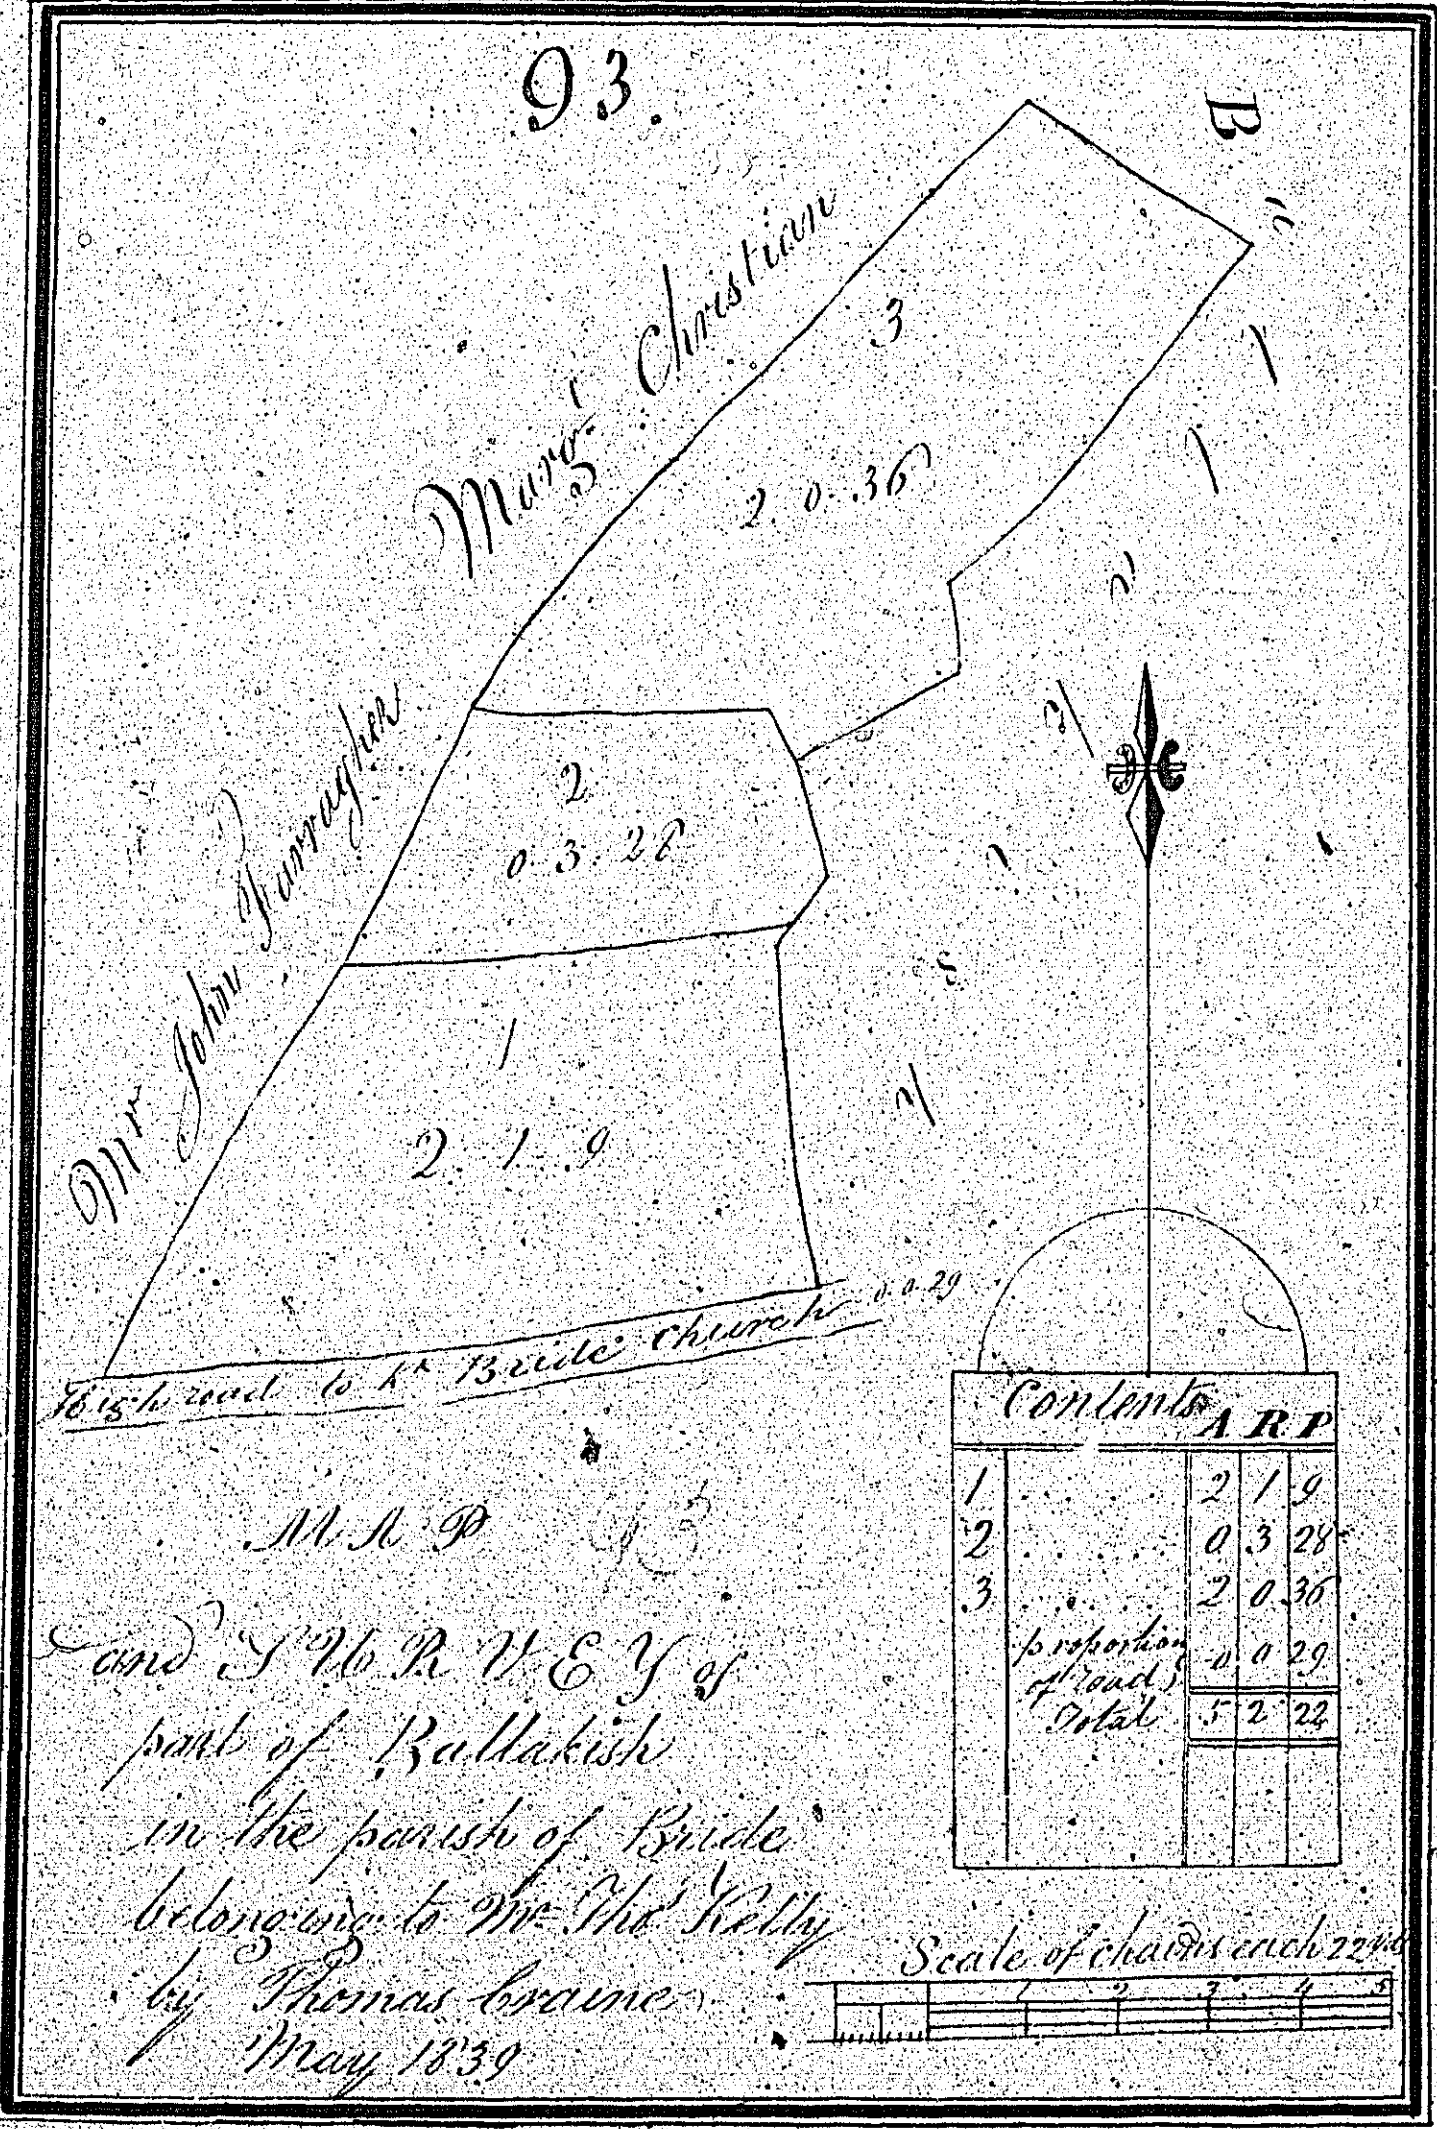 93.
B
Marg.t Christian
3
2. 0. 36
Mr John Farragher
2
0. 3. 28
1
2. 1. 9
High road to Kk Bride Church 0. 0. 29
Contents A R P
1 2 1 9
2 0 3 28
3 2 0 36
proportion of road } 0 0 29
Total 5 2 22
MAP
and SURVEY of
part of Ballakish
in the parish of Bride
belonging to Mr Thos Kelly
by Thomas Craine
May 1839
Scale of chains each 22 yds
1 2 3 4 5